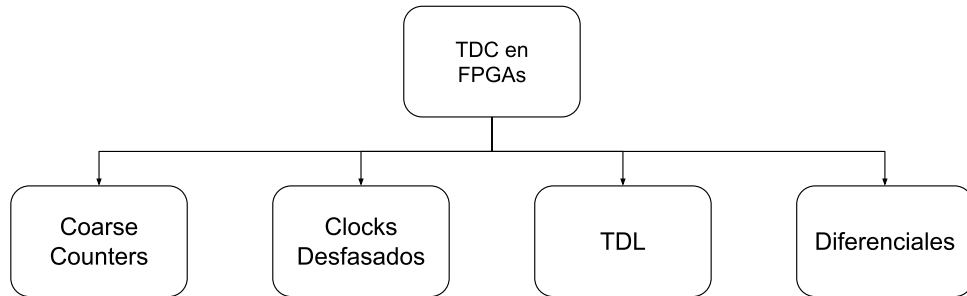 TDC en
FPGAs
Coarse
Counters
Clocks
Desfasados
TDL
Diferenciales